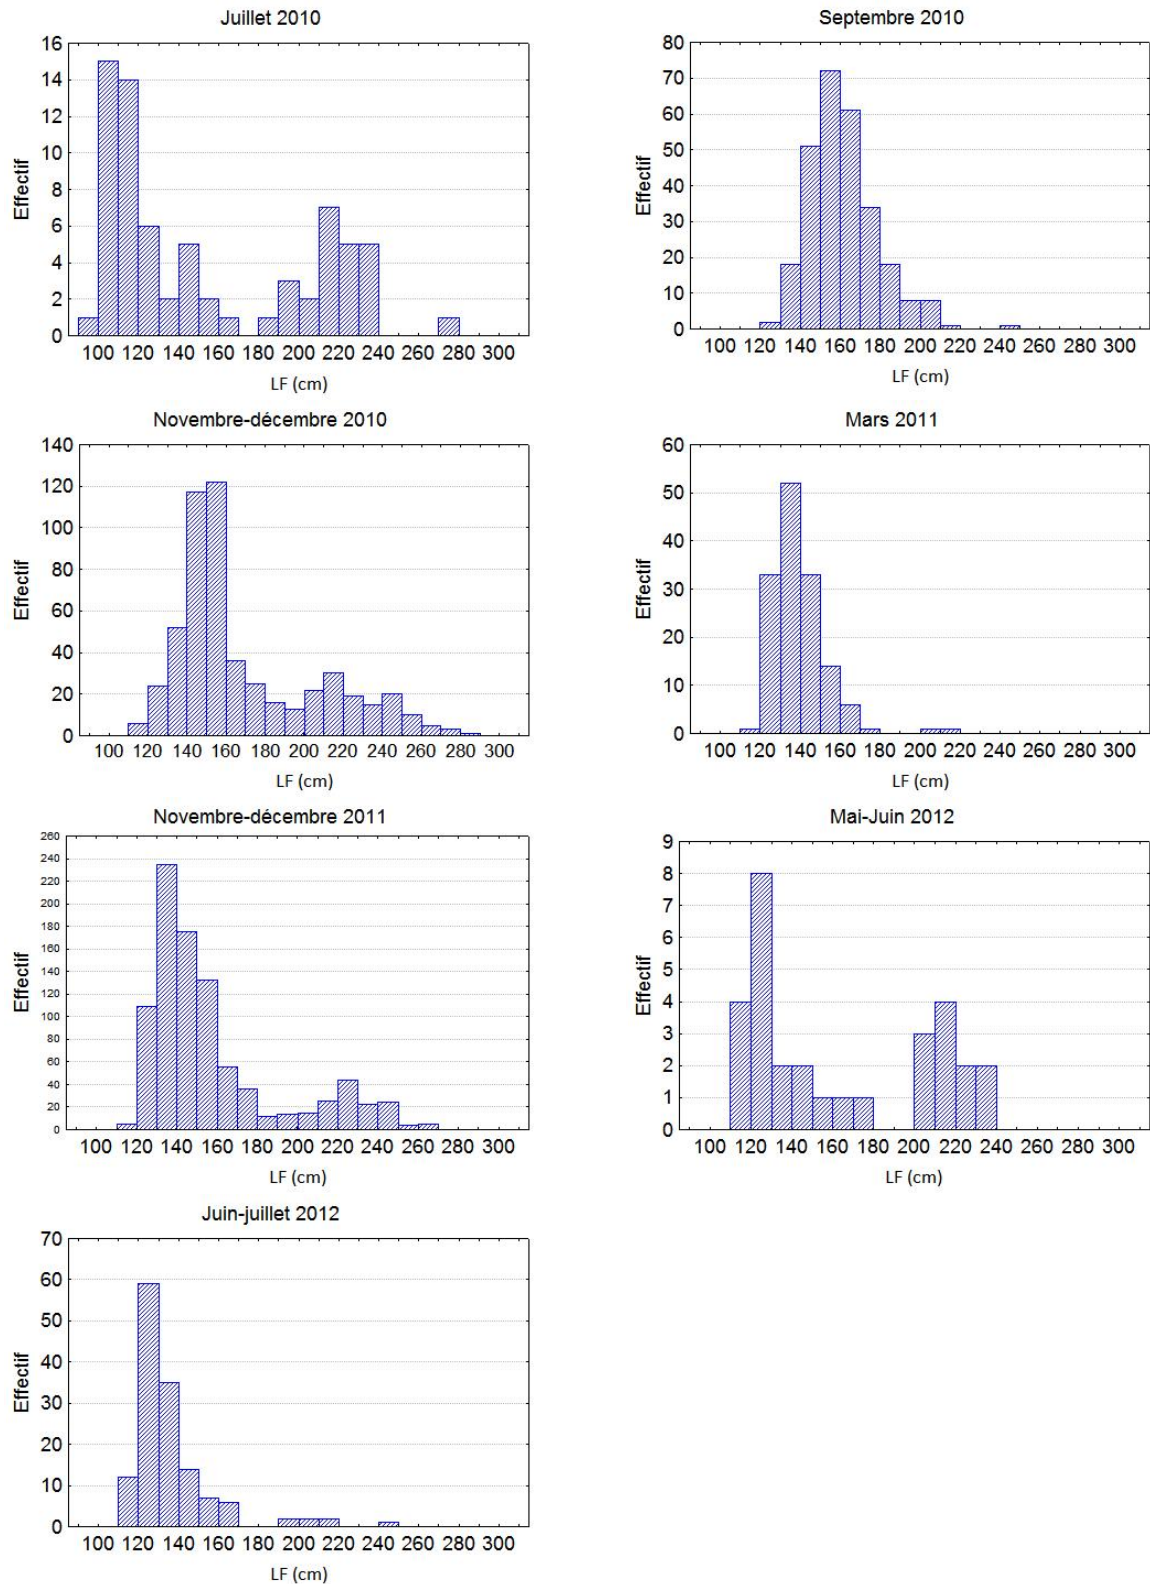 Juillet 2010
16
14
12
10
8
6
4
2
0
Effectif
100 120 140 160 180 200 220 240 260 280 300
LF (cm)
Septembre 2010
80
70
60
50
40
30
20
10
0
Effectif
100 120 140 160 180 200 220 240 260 280 300
LF (cm)
Novembre-décembre 2010
140
120
100
80
60
40
20
0
Effectif
100 120 140 160 180 200 220 240 260 280 300
LF (cm)
Mars 2011
60
50
40
30
20
10
0
Effectif
100 120 140 160 180 200 220 240 260 280 300
LF (cm)
Novembre-décembre 2011
260
240
220
200
180
160
140
120
100
80
60
40
20
0
Effectif
100 120 140 160 180 200 220 240 260 280 300
LF (cm)
Mai-Juin 2012
9
8
7
6
5
4
3
2
1
0
Effectif
100 120 140 160 180 200 220 240 260 280 300
LF (cm)
Juin-juillet 2012
70
60
50
40
30
20
10
0
Effectif
100 120 140 160 180 200 220 240 260 280 300
LF (cm)